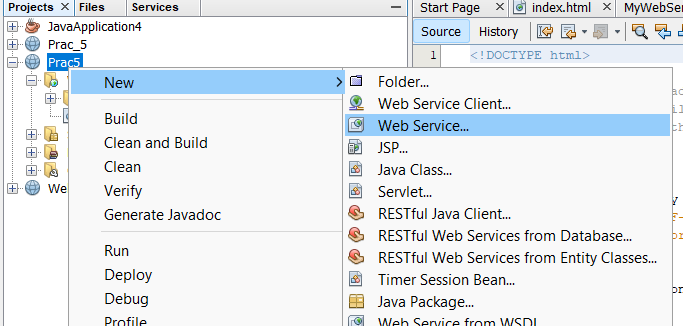 Projects × Files Services
JavaApplication4
Prac_5
Prac5
We
New
Build
Clean and Build
Clean
Verify
Generate Javadoc
Run
Deploy
Debug
Profile
Folder...
Web Service Client...
Web Service...
JSP...
Java Class...
Servlet...
RESTful Java Client...
RESTful Web Services from Database...
RESTful Web Services from Entity Classes...
Timer Session Bean...
Java Package...
Web Service from WSDL
Start Page × index.html × MyWebSer
Source History
1 <!DOCTYPE html>